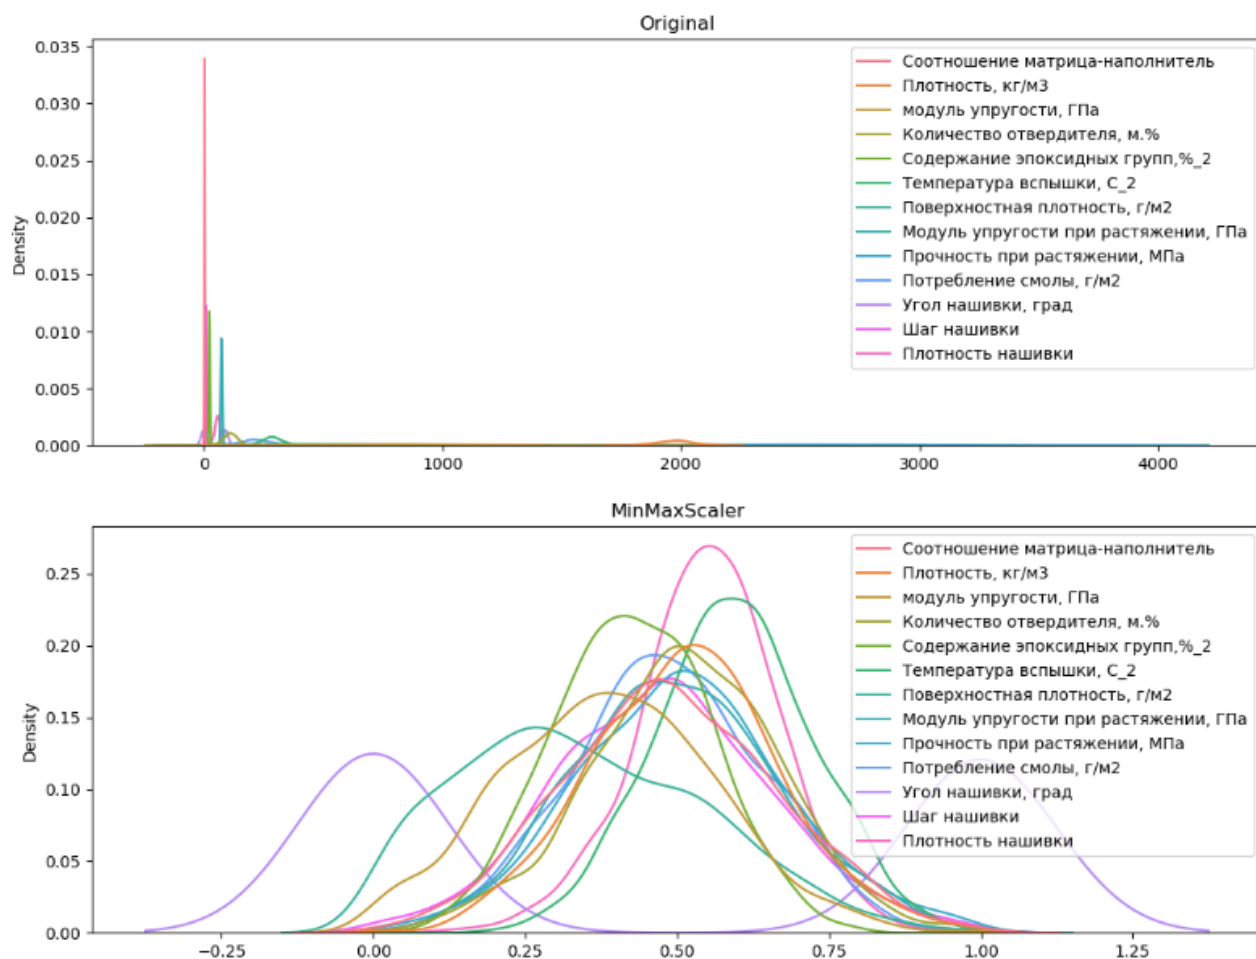 Original
0.035
0.030
0.025
0.020
0.015
0.010
0.005
0.000
Density
0
1000
2000
3000
4000
Соотношение матрица-наполнитель
Плотность, кг/м3
модуль упругости, ГПа
Количество отвердителя, м.%
Содержание эпоксидных групп,%_2
Температура вспышки, С_2
Поверхностная плотность, г/м2
Модуль упругости при растяжении, ГПа
Прочность при растяжении, МПа
Потребление смолы, г/м2
Угол нашивки, град
Шаг нашивки
Плотность нашивки
MinMaxScaler
0.25
0.20
0.15
0.10
0.05
0.00
Density
−0.25
0.00
0.25
0.50
0.75
1.00
1.25
Соотношение матрица-наполнитель
Плотность, кг/м3
модуль упругости, ГПа
Количество отвердителя, м.%
Содержание эпоксидных групп,%_2
Температура вспышки, С_2
Поверхностная плотность, г/м2
Модуль упругости при растяжении, ГПа
Прочность при растяжении, МПа
Потребление смолы, г/м2
Угол нашивки, град
Шаг нашивки
Плотность нашивки